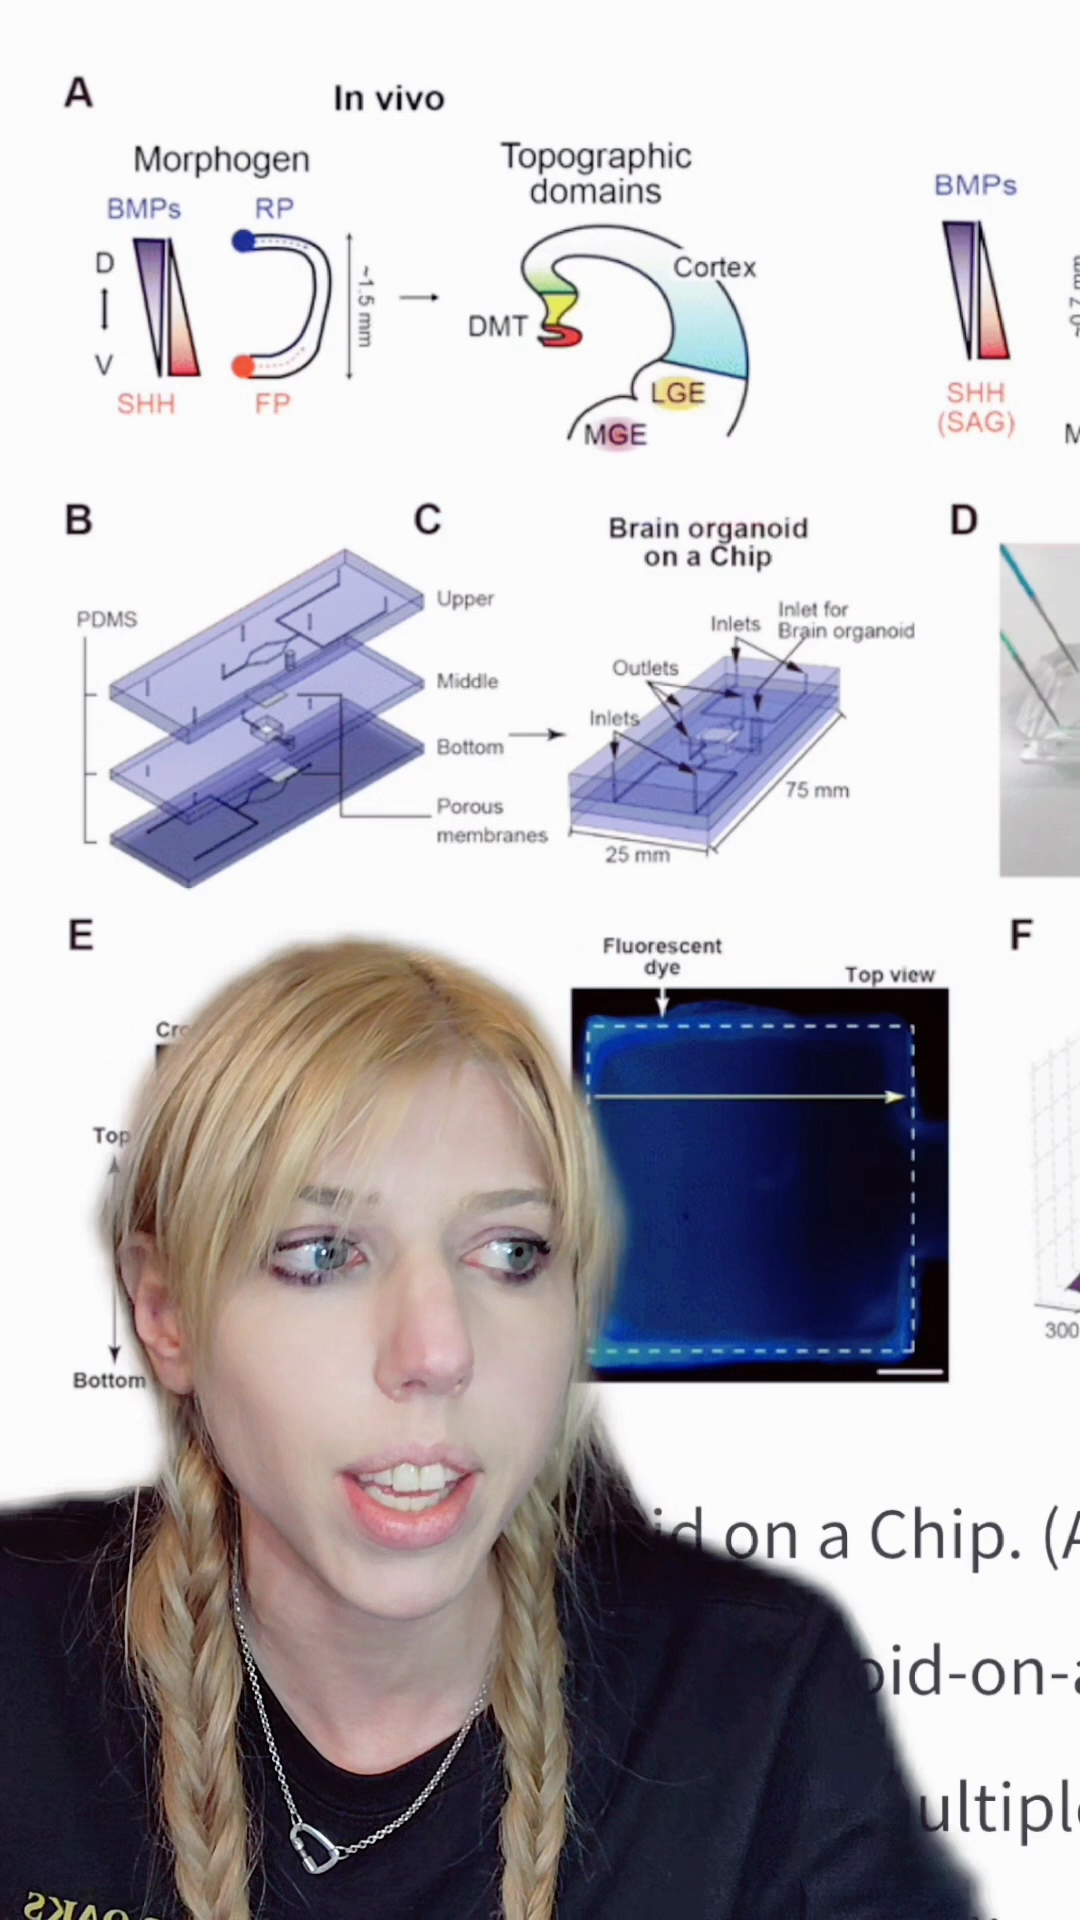 A
In vivo
Morphogen
Topographic
domains
BMPs
RP
BMPs
D
Cortex
~1.5 mm
DMT
V
LGE
SHH
FP
MGE
SHH
(SAG)
B
C
Brain organoid
on a Chip
D
PDMS
Upper
Middle
Bottom
Porous
membranes
Inlets
Inlet for
Brain organoid
Outlets
Inlets
75 mm
25 mm
E
Fluorescent
dye
Top view
F
Top
Bottom
300
on a Chip. (A
oid-on-a
OAKS